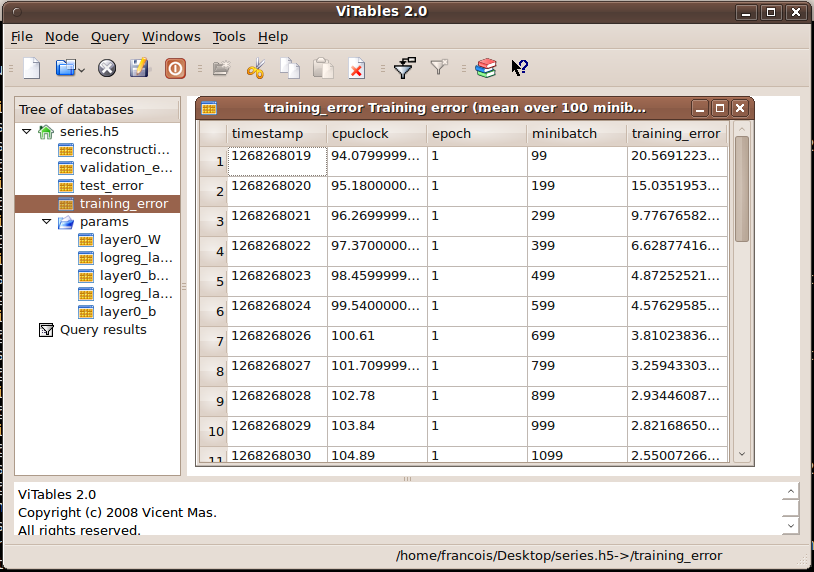 ViTables 2.0
File Node Query Windows Tools Help
Tree of databases
series.h5
reconstructi...
validation_e...
test_error
training_error
params
layer0_W
logreg_la...
layer0_b...
logreg_la...
layer0_b
Query results
training_error Training error (mean over 100 minib...
timestamp cpuclock epoch minibatch training_error
1 1268268019 94.0799999... 1 99 20.5691223...
2 1268268020 95.1800000... 1 199 15.0351953...
3 1268268021 96.2699999... 1 299 9.77676582...
4 1268268022 97.3700000... 1 399 6.62877416...
5 1268268023 98.4599999... 1 499 4.87252521...
6 1268268024 99.5400000... 1 599 4.57629585...
7 1268268026 100.61 1 699 3.81023836...
8 1268268027 101.709999... 1 799 3.25943303...
9 1268268028 102.78 1 899 2.93446087...
10 1268268029 103.84 1 999 2.82168650...
11 1268268030 104.89 1 1099 2.55007266...
ViTables 2.0
Copyright (c) 2008 Vicent Mas.
All rights reserved.
/home/francois/Desktop/series.h5->/training_error